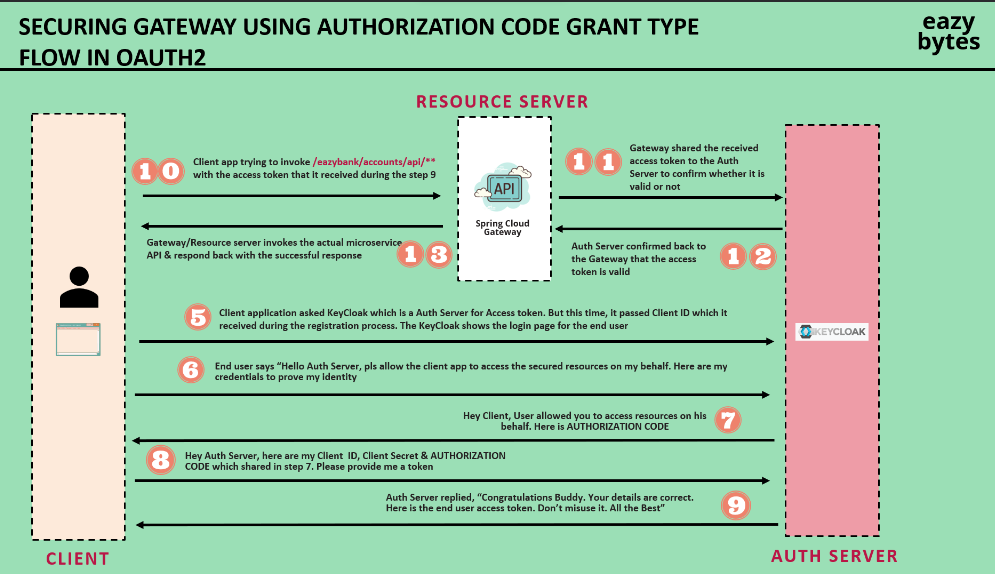 SECURING GATEWAY USING AUTHORIZATION CODE GRANT TYPE
FLOW IN OAUTH2
eazy
bytes
RESOURCE SERVER
10
Client app trying to invoke /eazybank/accounts/api/**
with the access token that it received during the step 9
API
Spring Cloud
Gateway
11
Gateway shared the received
access token to the Auth
Server to confirm whether it is
valid or not
Gateway/Resource server invokes the actual microservice
API & respond back with the successful response
13
Auth Server confirmed back to
the Gateway that the access
token is valid
12
5
Client application asked KeyCloak which is a Auth Server for Access token. But this time, it passed Client ID which it
received during the registration process. The KeyCloak shows the login page for the end user
KEYCLOAK
6
End user says “Hello Auth Server, pls allow the client app to access the secured resources on my behalf. Here are my
credentials to prove my identity
Hey Client, User allowed you to access resources on his
behalf. Here is AUTHORIZATION CODE
7
8
Hey Auth Server, here are my Client ID, Client Secret & AUTHORIZATION
CODE which shared in step 7. Please provide me a token
Auth Server replied, “Congratulations Buddy. Your details are correct.
Here is the end user access token. Don’t misuse it. All the Best”
9
CLIENT
AUTH SERVER